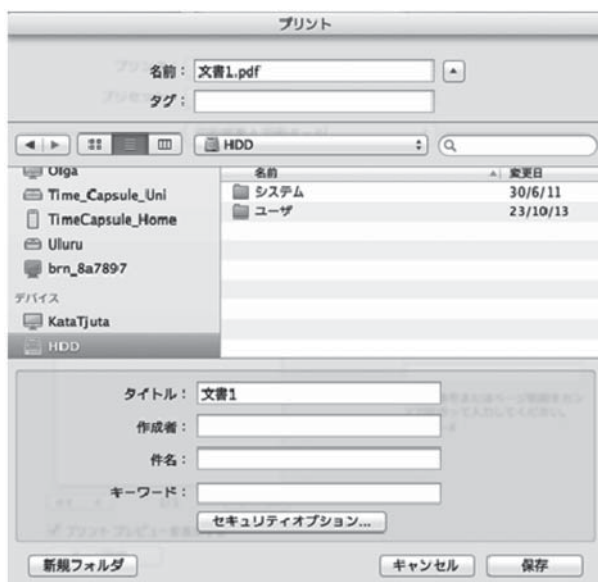 プリント
名前： 文書1.pdf
タグ：
HDD
Olga
Time_Capsule_Uni
TimeCapsule_Home
Uluru
brn_8a7897
デバイス
KataTjuta
HDD
名前 変更日
システム 30/6/11
ユーザ 23/10/13
タイトル： 文書1
作成者：
件名：
キーワード：
セキュリティオプション...
新規フォルダ キャンセル 保存